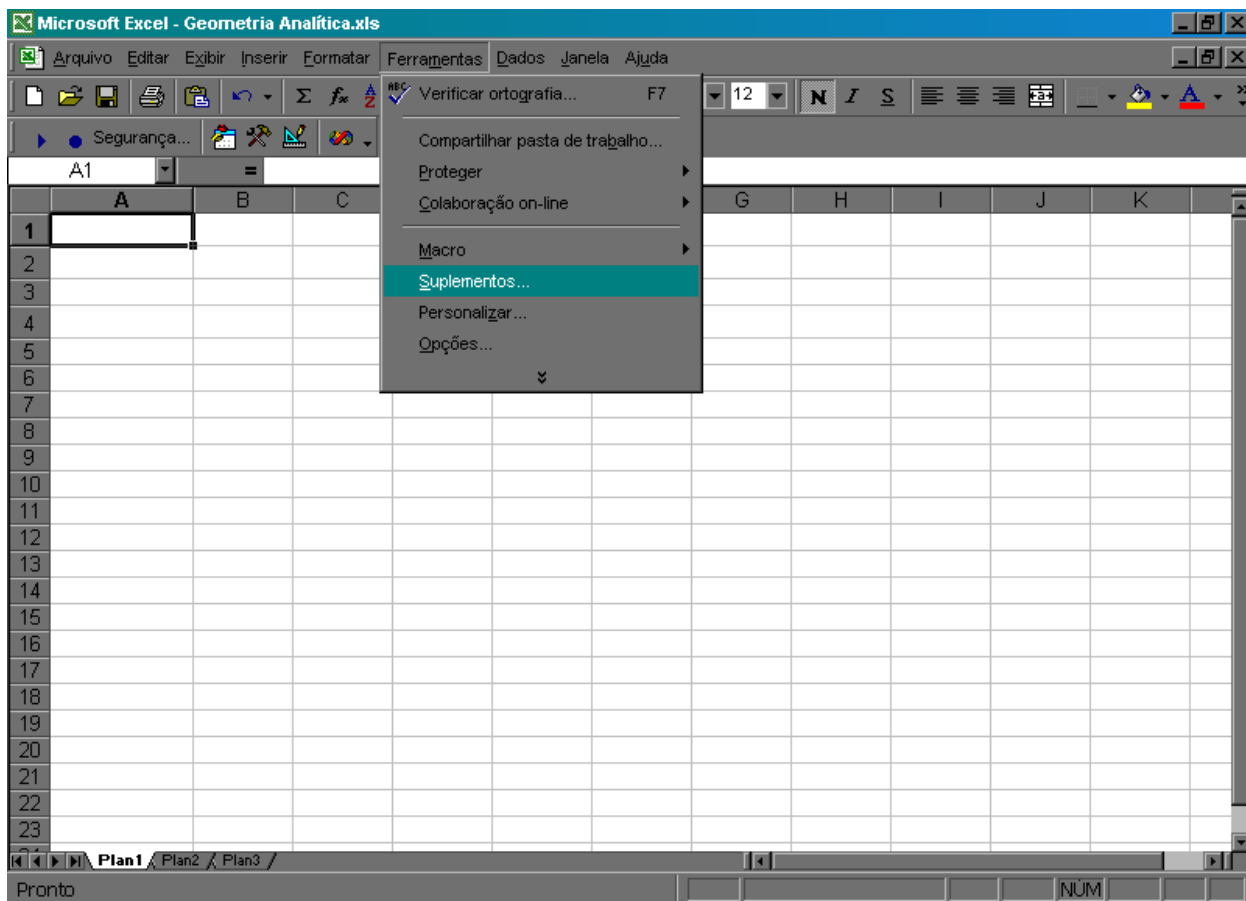 Microsoft Excel - Geometria Analítica.xls
Arquivo Editar Exibir Inserir Formatar Ferramentas Dados Janela Ajuda
Σ fx A Z 12 N I S A
Segurança...
A1 =
ABC Verificar ortografia... F7
Compartilhar pasta de trabalho...
Proteger
Colaboração on-line
Macro
Suplementos...
Personalizar...
Opções...
A B C G H I J K
1
2
3
4
5
6
7
8
9
10
11
12
13
14
15
16
17
18
19
20
21
22
23
Plan1 Plan2 Plan3
Pronto NÚM